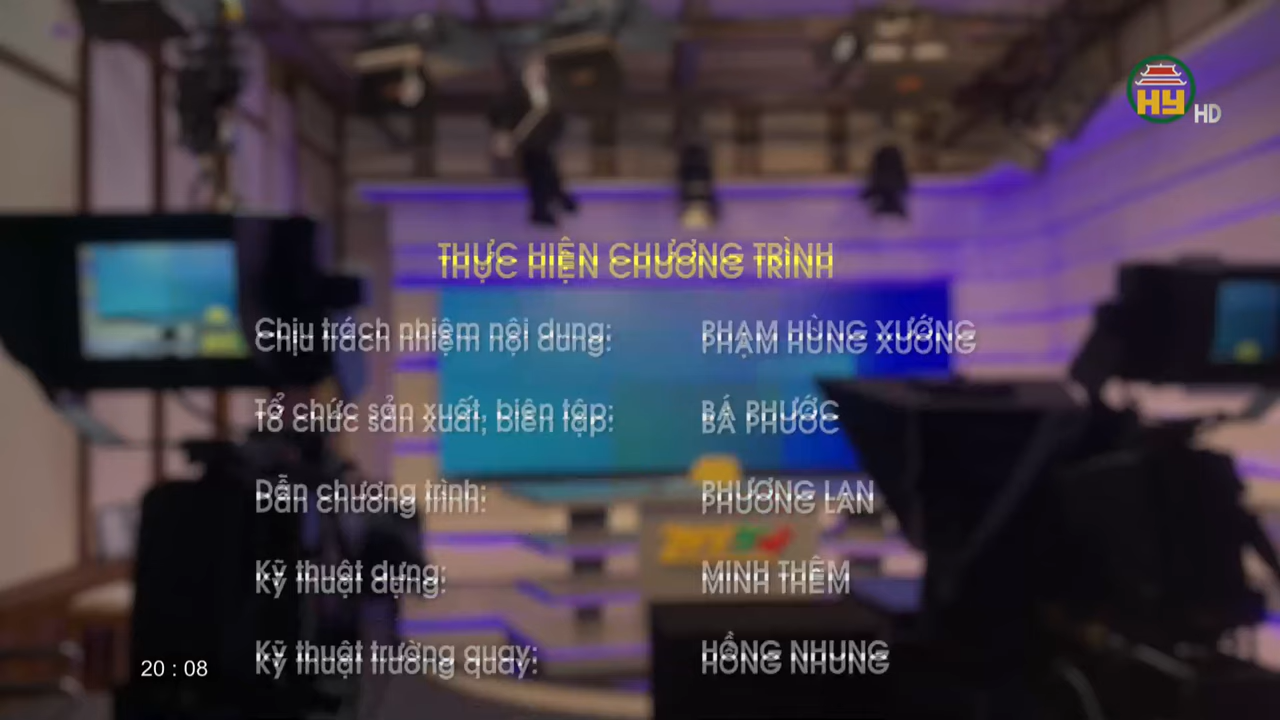 HY HD
THỰC HIỆN CHƯƠNG TRÌNH
Chịu trách nhiệm nội dung: PHẠM HÙNG XƯỚNG
Tổ chức sản xuất, biên tập: BÁ PHƯỚC
Dẫn chương trình: PHƯƠNG LAN
Kỹ thuật dựng: MINH THÊM
Kỹ thuật trường quay: HỒNG NHUNG
20 : 08